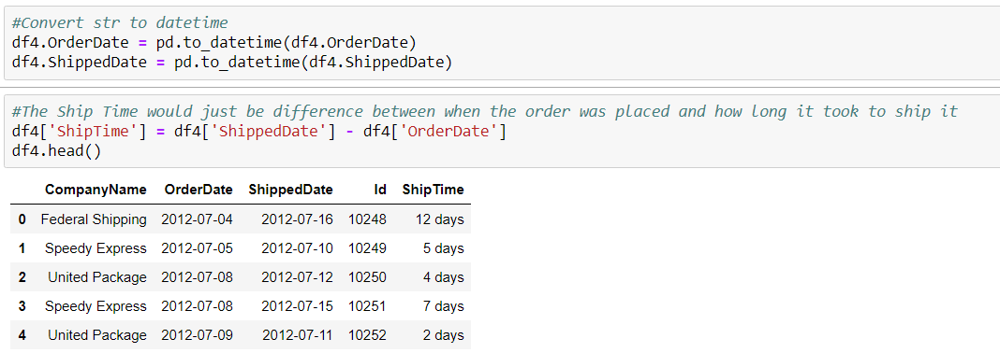 #Convert str to datetime
df4.OrderDate = pd.to_datetime(df4.OrderDate)
df4.ShippedDate = pd.to_datetime(df4.ShippedDate)
#The Ship Time would just be difference between when the order was placed and how long it took to ship it
df4['ShipTime'] = df4['ShippedDate'] - df4['OrderDate']
df4.head()
CompanyName OrderDate ShippedDate Id ShipTime
0 Federal Shipping 2012-07-04 2012-07-16 10248 12 days
1 Speedy Express 2012-07-05 2012-07-10 10249 5 days
2 United Package 2012-07-08 2012-07-12 10250 4 days
3 Speedy Express 2012-07-08 2012-07-15 10251 7 days
4 United Package 2012-07-09 2012-07-11 10252 2 days